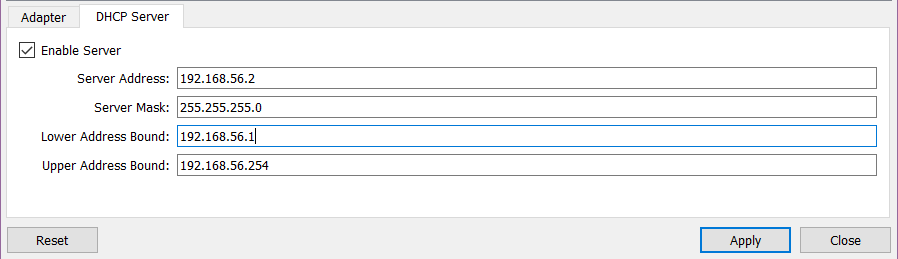 Adapter DHCP Server
Enable Server
Server Address: 192.168.56.2
Server Mask: 255.255.255.0
Lower Address Bound: 192.168.56.1
Upper Address Bound: 192.168.56.254
Reset Apply Close